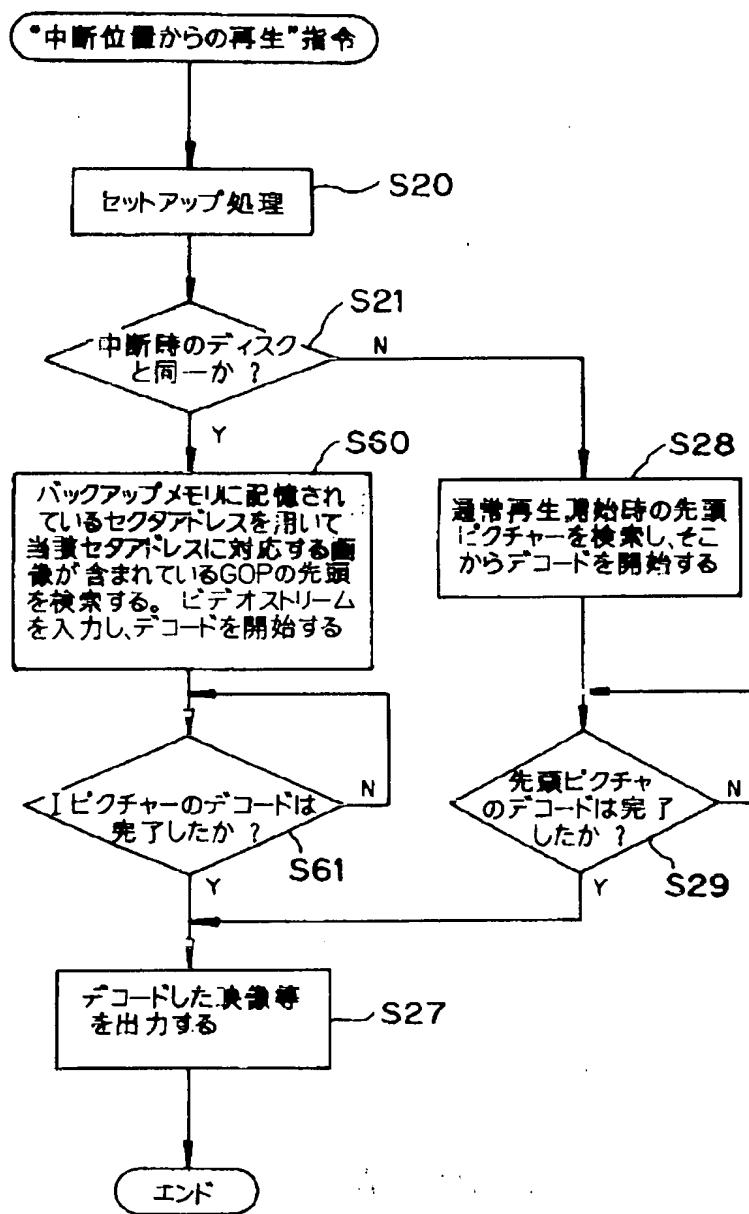 “中断位置からの再生”指令
S20
セットアップ処理
S21
中断時のディスク
と同一か？
N
Y
S60
バックアップメモリに記憶され
ているセクタアドレスを用いて
当該セタアドレスに対応する画
像が含まれているGOPの先頭
を検索する。ビデオストリーム
を入力し、デコードを開始する
S28
通常再生開始時の先頭
ピクチャーを検索し、そこ
からデコードを開始する
Iピクチャーのデコードは
完了したか？
N
S61
Y
先頭ピクチャ
のデコードは完了
したか？
N
S29
Y
デコードした映像等
を出力する
S27
エンド